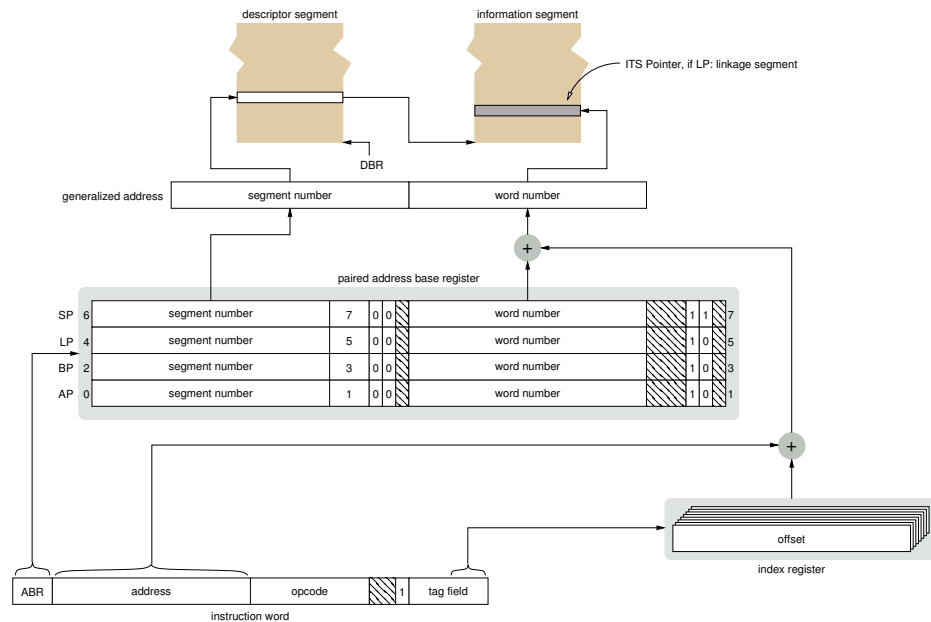 descriptor segment information segment
ITS Pointer, if LP: linkage segment
DBR
generalized address segment number word number
+
paired address base register
SP 6 segment number 7 0 0 word number 1 1 7
LP 4 segment number 5 0 0 word number 1 0 5
BP 2 segment number 3 0 0 word number 1 0 3
AP 0 segment number 1 0 0 word number 1 0 1
+
offset
index register
ABR address opcode 1 tag field
instruction word